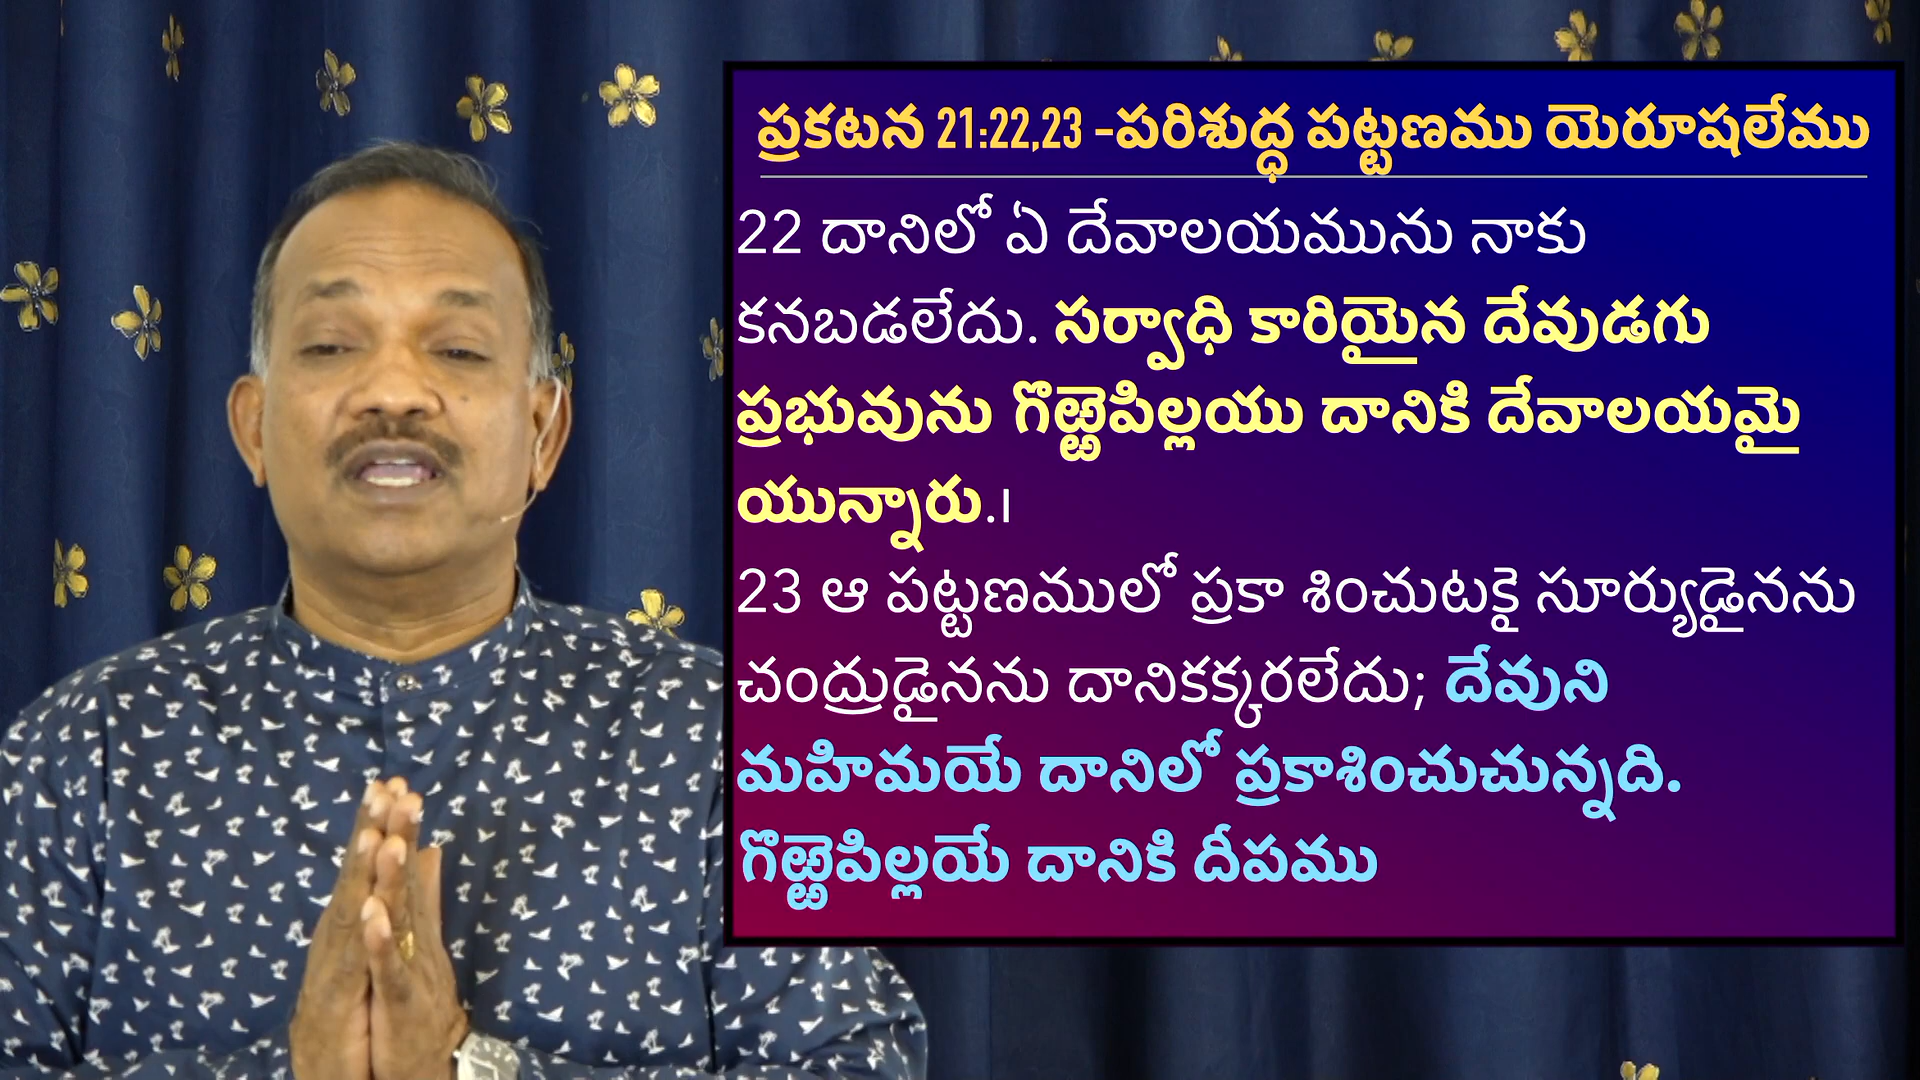 ప్రకటన 21:22,23 -పరిశుద్ధ పట్టణము యెరూషలేము
22 దానిలో ఏ దేవాలయమును నాకు
కనబడలేదు. సర్వాధి కారియైన దేవుడగు
ప్రభువును గొఱ్ఱెపిల్లయు దానికి దేవాలయమై
యున్నారు.।
23 ఆ పట్టణములో ప్రకా శించుటకై సూర్యుడైనను
చంద్రుడైనను దానికక్కరలేదు; దేవుని
మహిమయే దానిలో ప్రకాశించుచున్నది.
గొఱ్ఱెపిల్లయే దానికి దీపము